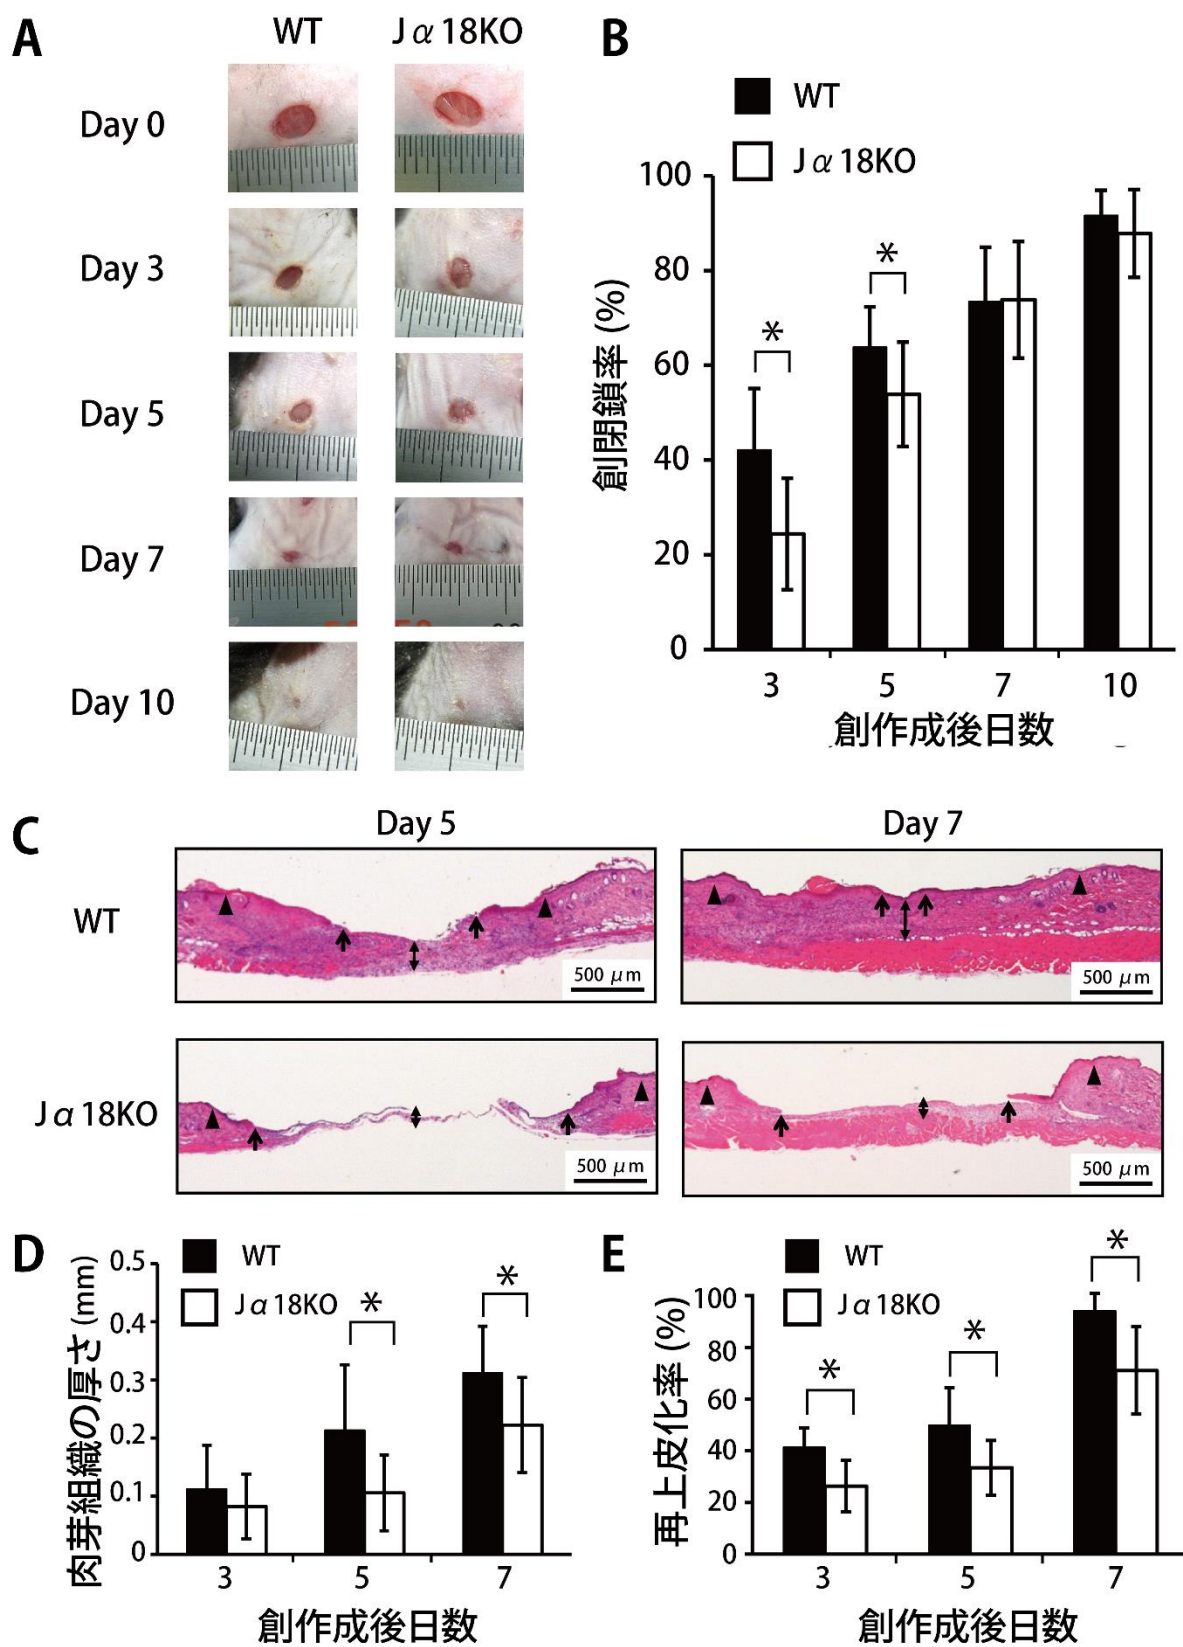 A
WT
Jα18KO
Day 0
Day 3
Day 5
Day 7
Day 10
B
WT
Jα18KO
創閉鎖率 (%)
100
80
60
40
20
0
*
*
3 5 7 10
創作成後日数
C
Day 5
Day 7
WT
500 μm
500 μm
Jα18KO
500 μm
500 μm
D
WT
Jα18KO
肉芽組織の厚さ (mm)
0.5
0.4
0.3
0.2
0.1
0
*
*
3 5 7
創作成後日数
E
WT
Jα18KO
再上皮化率 (%)
100
80
60
40
20
0
*
*
*
3 5 7
創作成後日数